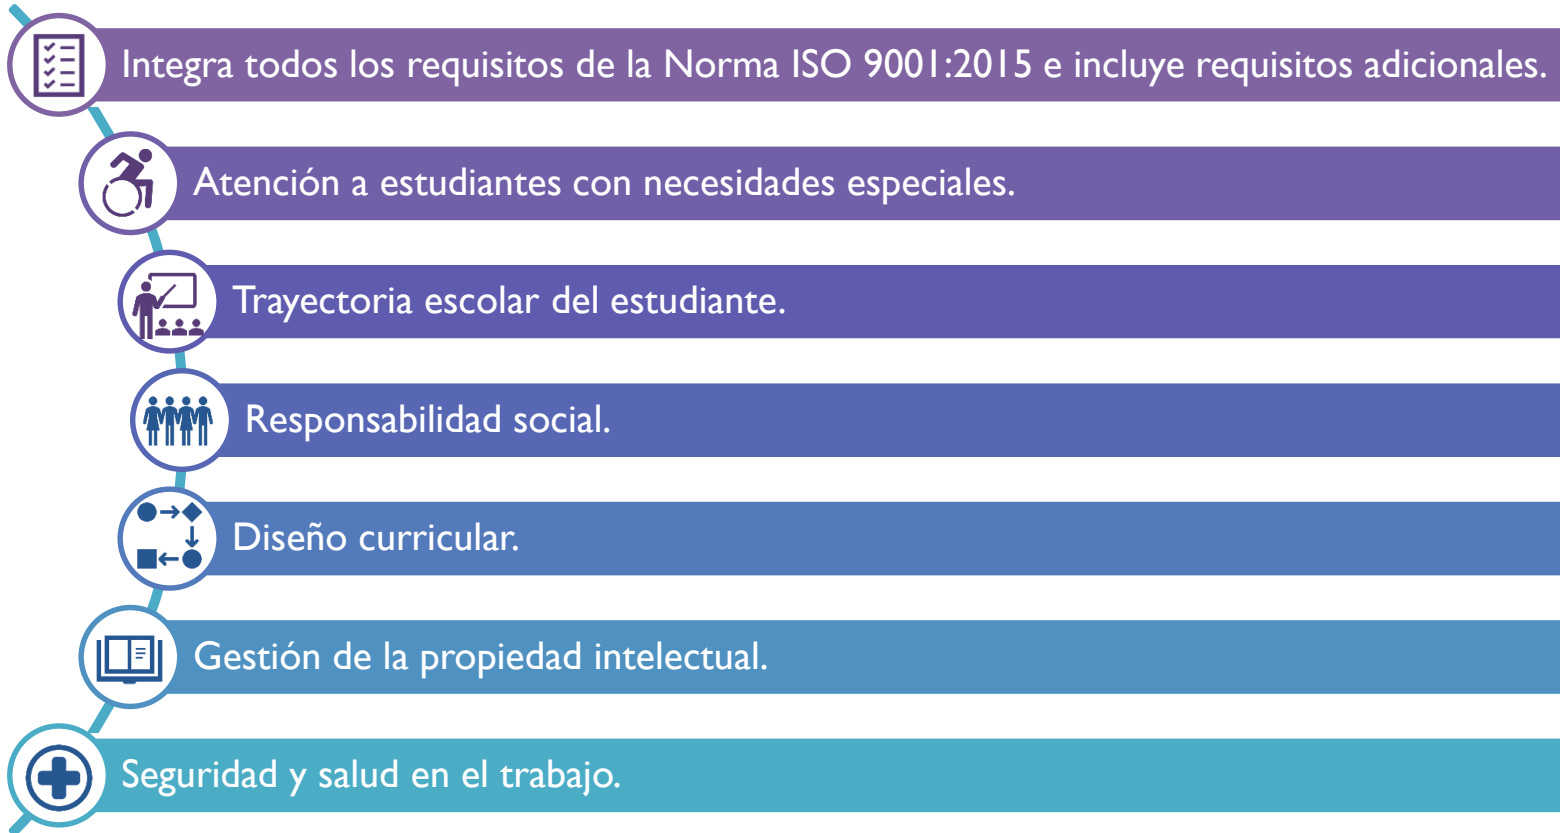 Integra todos los requisitos de la Norma ISO 9001:2015 e incluye requisitos adicionales.
Atención a estudiantes con necesidades especiales.
Trayectoria escolar del estudiante.
Responsabilidad social.
Diseño curricular.
Gestión de la propiedad intelectual.
Seguridad y salud en el trabajo.